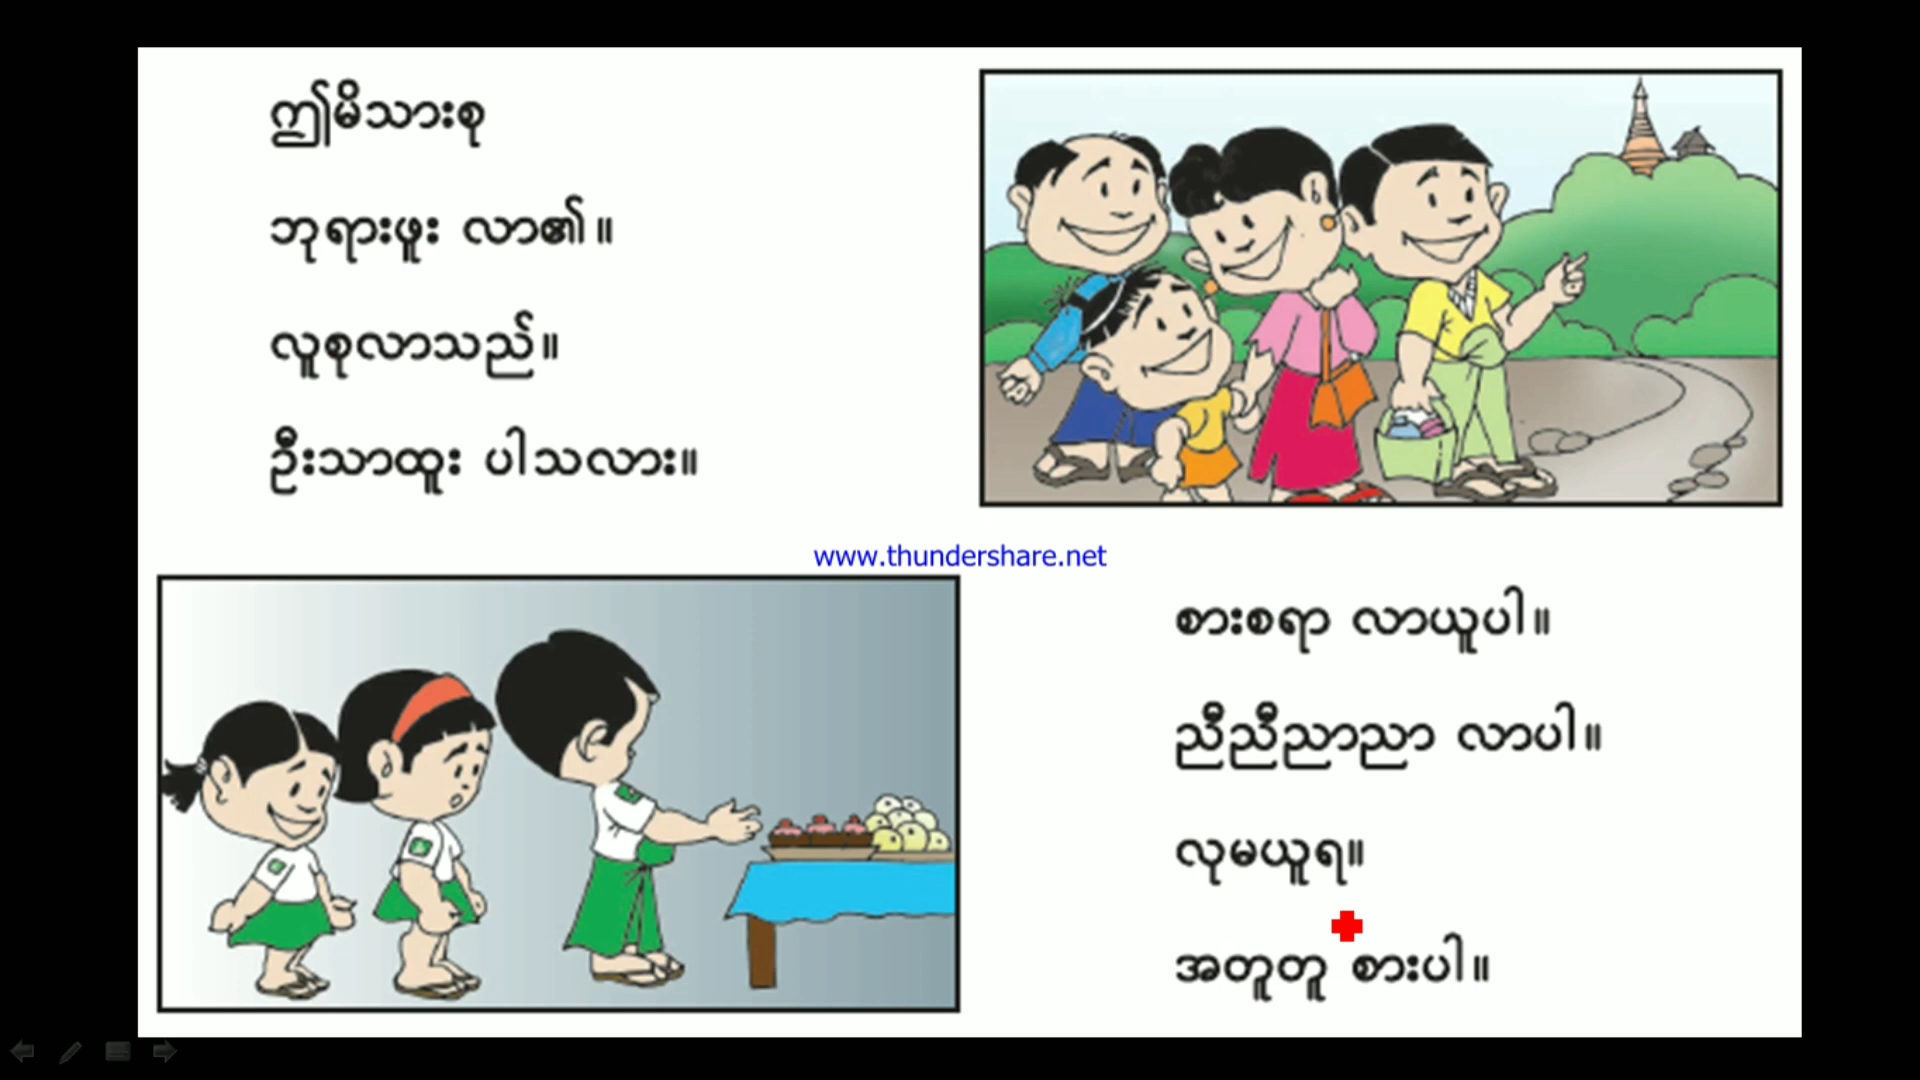 ဤမိသားစု
ဘုရားဖူး လာ၏။
လူစုလာသည်။
ဦးသာထူး ပါသလား။
www.thundershare.net
စားစရာ လာယူပါ။
ညီညီညာညာ လာပါ။
လုမယူရ။
အတူတူ စားပါ။